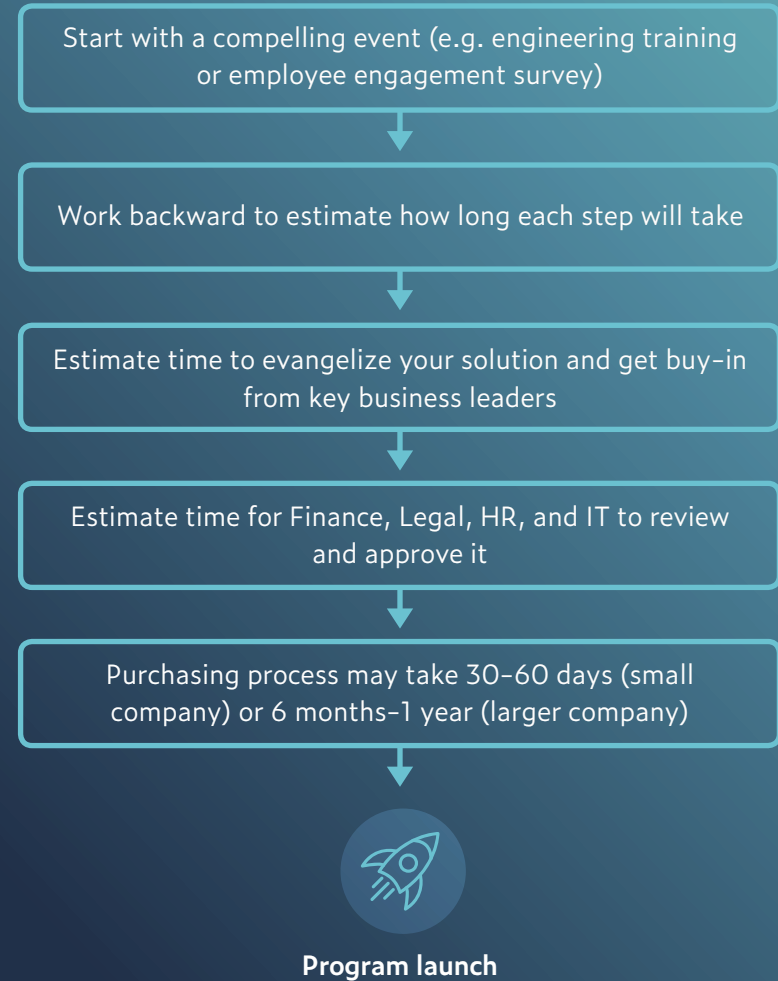 Start with a compelling event (e.g. engineering training
or employee engagement survey)
Work backward to estimate how long each step will take
Estimate time to evangelize your solution and get buy-in
from key business leaders
Estimate time for Finance, Legal, HR, and IT to review
and approve it
Purchasing process may take 30-60 days (small
company) or 6 months-1 year (larger company)
Program launch